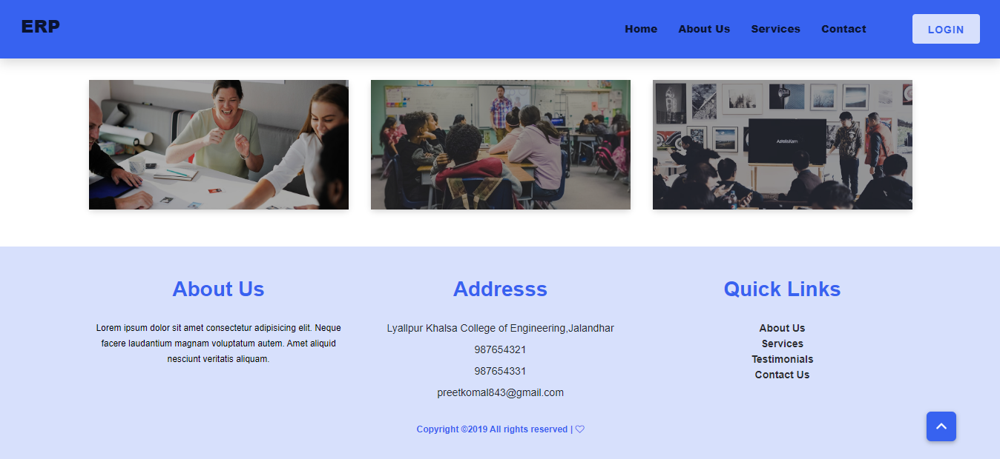 ERP
Home About Us Services Contact LOGIN
AstellsKern
About Us
Lorem ipsum dolor sit amet consectetur adipisicing elit. Neque
facere laudantium magnam voluptatum autem. Amet aliquid
nesciunt veritatis aliquam.
Addresss
Lyallpur Khalsa College of Engineering,Jalandhar
987654321
987654331
preetkomal843@gmail.com
Quick Links
About Us
Services
Testimonials
Contact Us
Copyright ©2019 All rights reserved | ♡